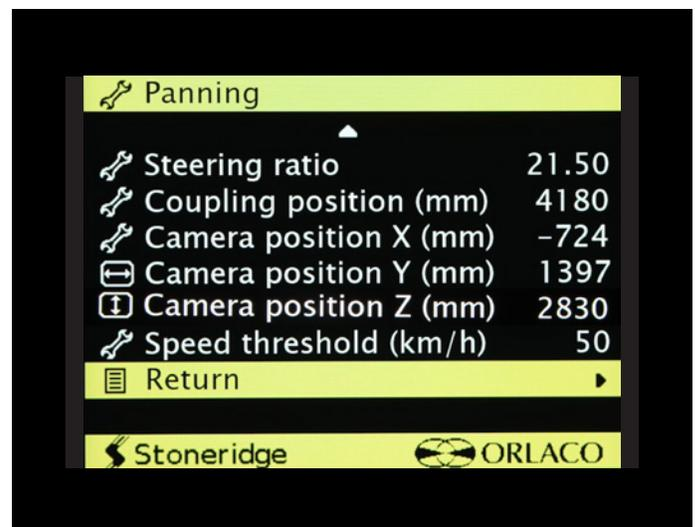 Panning
Steering ratio 21.50
Coupling position (mm) 4180
Camera position X (mm) -724
Camera position Y (mm) 1397
Camera position Z (mm) 2830
Speed threshold (km/h) 50
Return
Stoneridge ORLACO